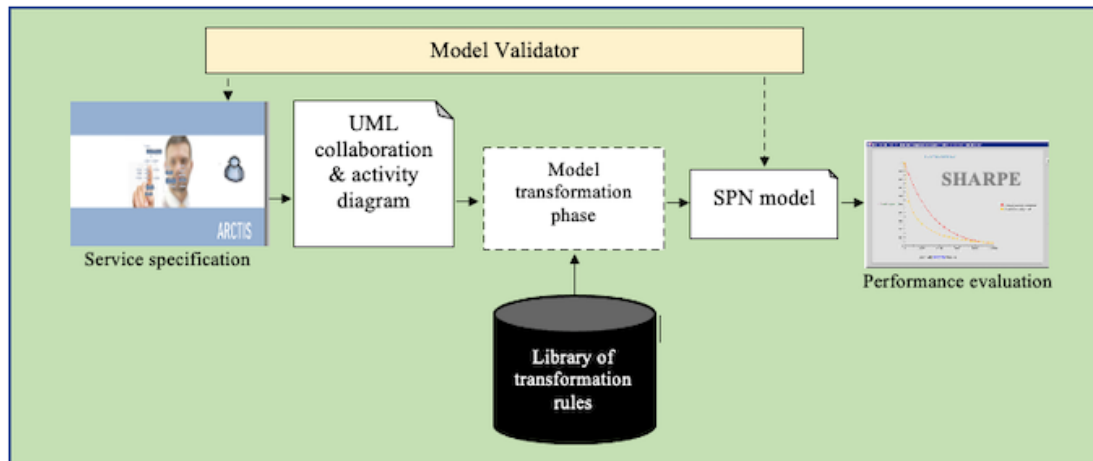 Model Validator
UML
collaboration
& activity
diagram
Model
transformation
phase
SPN model
SHARPE
ARCTIS
Service specification
Performance evaluation
Library of
transformation
rules